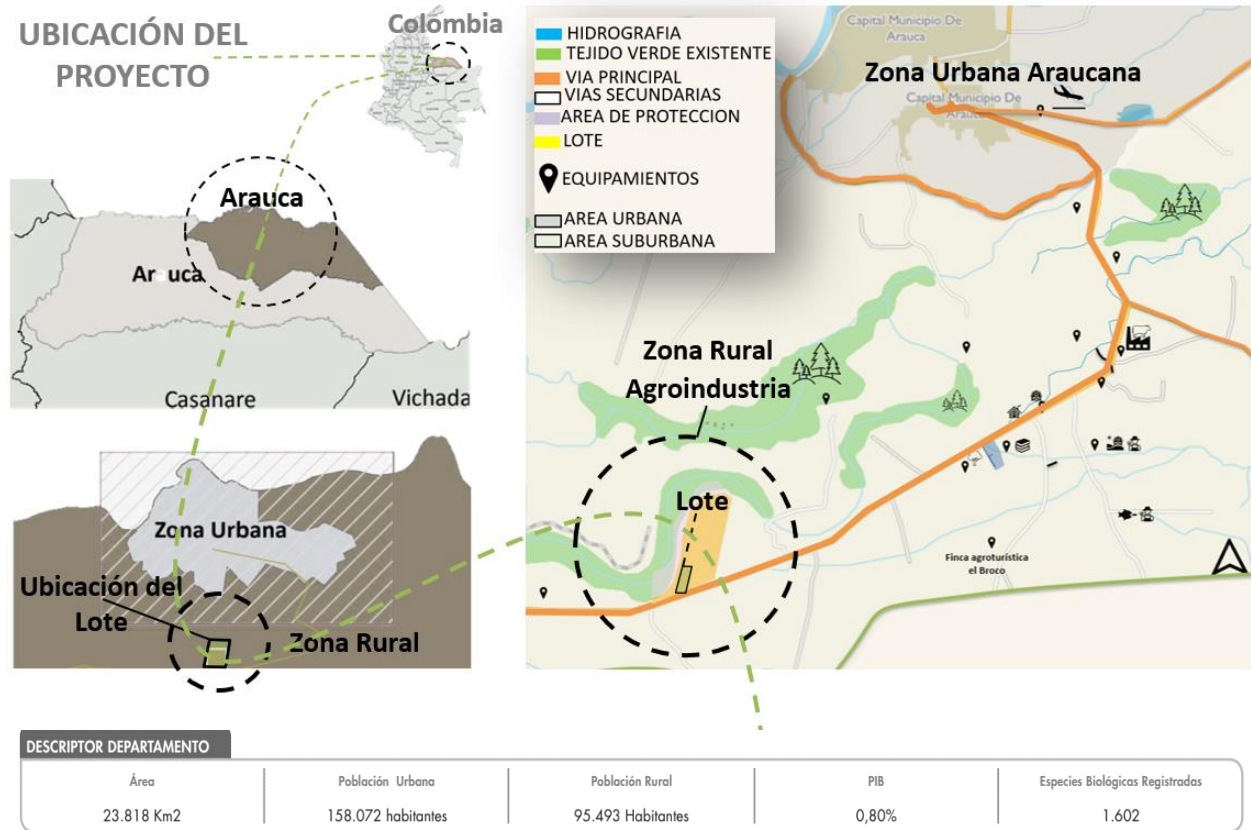 UBICACIÓN DEL
PROYECTO
Colombia
Arauca
Arauca
Casanare
Vichada
Zona Urbana
Ubicación del
Lote
Zona Rural
HIDROGRAFIA
TEJIDO VERDE EXISTENTE
VIA PRINCIPAL
VIAS SECUNDARIAS
AREA DE PROTECCION
LOTE
EQUIPAMIENTOS
AREA URBANA
AREA SUBURBANA
Capital Municipio De
Arauca
Zona Urbana Araucana
Capital Municipio De
Arauca
Zona Rural
Agroindustria
Lote
Finca agroturística
el Broco
DESCRIPTOR DEPARTAMENTO
Área
Población Urbana
Población Rural
PIB
Especies Biológicas Registradas
23.818 Km2
158.072 habitantes
95.493 Habitantes
0,80%
1.602